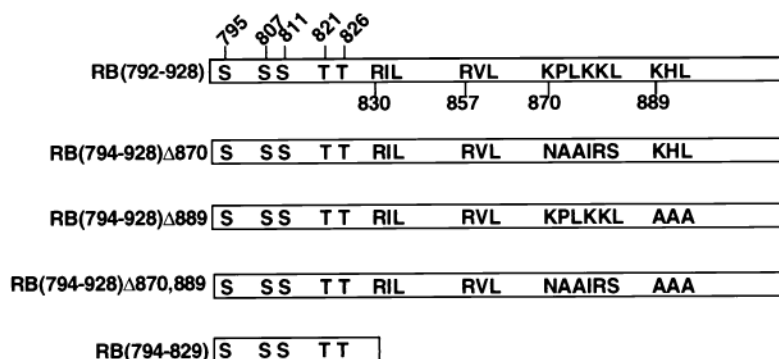 795 807 811 821 826
RB(792-928) S S S T T RIL RVL KPLKKL KHL
830 857 870 889
RB(794-928)Δ870 S S S T T RIL RVL NAAIRS KHL
RB(794-928)Δ889 S S S T T RIL RVL KPLKKL AAA
RB(794-928)Δ870,889 S S S T T RIL RVL NAAIRS AAA
RB(794-829) S S S T T